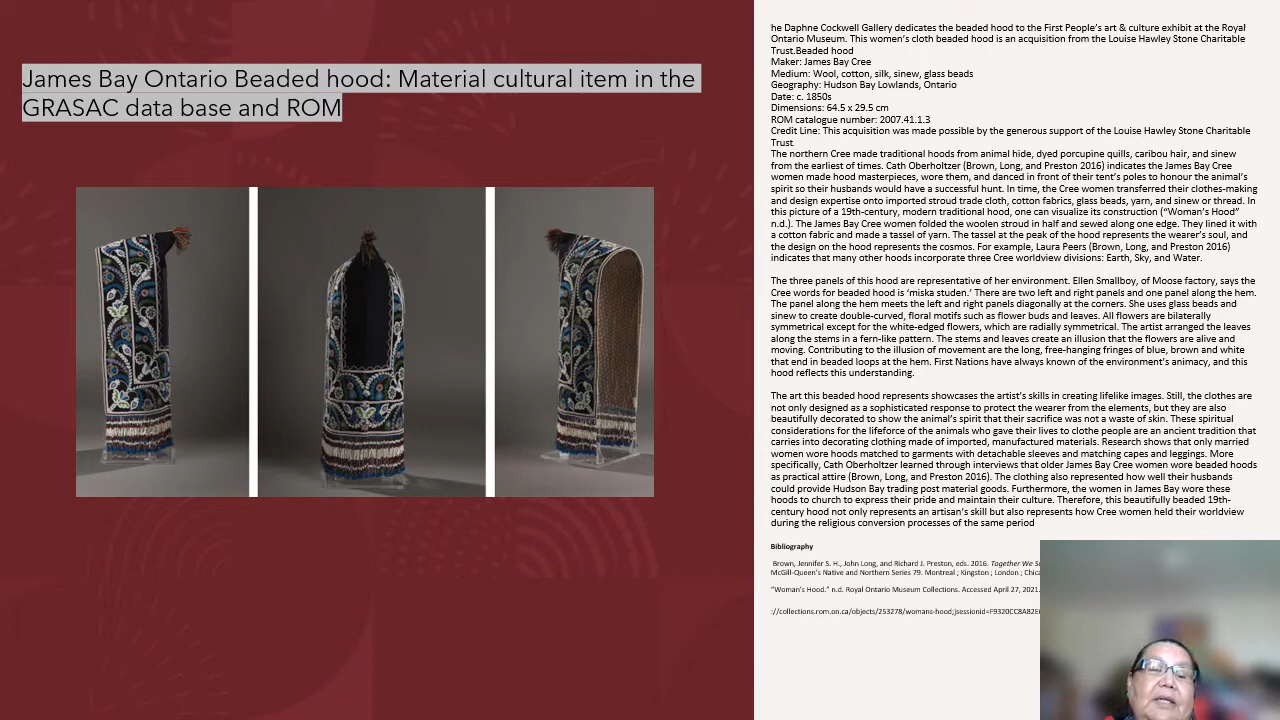 James Bay Ontario Beaded hood: Material cultural item in the
GRASAC data base and ROM
he Daphne Cockwell Gallery dedicates the beaded hood to the First People's art & culture exhibit at the Royal
Ontario Museum. This women's cloth beaded hood is an acquisition from the Louise Hawley Stone Charitable
Trust.Beaded hood
Maker: James Bay Cree
Medium: Wool, cotton, silk, sinew, glass beads
Geography: Hudson Bay Lowlands, Ontario
Date: c. 1850s
Dimensions: 64.5 x 29.5 cm
ROM catalogue number: 2007.41.1.3
Credit Line: This acquisition was made possible by the generous support of the Louise Hawley Stone Charitable
Trust
The northern Cree made traditional hoods from animal hide, dyed porcupine quills, caribou hair, and sinew
from the earliest of times. Cath Oberholtzer (Brown, Long, and Preston 2016) indicates the James Bay Cree
women made hood masterpieces, wore them, and danced in front of their tent's poles to honour the animal's
spirit so their husbands would have a successful hunt. In time, the Cree women transferred their clothes-making
and design expertise onto imported stroud trade cloth, cotton fabrics, glass beads, yarn, and sinew or thread. In
this picture of a 19th-century, modern traditional hood, one can visualize its construction ("Woman's Hood"
n.d.). The James Bay Cree women folded the woolen stroud in half and sewed along one edge. They lined it with
a cotton fabric and made a tassel of yarn. The tassel at the peak of the hood represents the wearer's soul, and
the design on the hood represents the cosmos. For example, Laura Peers (Brown, Long, and Preston 2016)
indicates that many other hoods incorporate three Cree worldview divisions: Earth, Sky, and Water.
The three panels of this hood are representative of her environment. Ellen Smallboy, of Moose factory, says the
Cree words for beaded hood is 'miska studen.' There are two left and right panels and one panel along the hem.
The panel along the hem meets the left and right panels diagonally at the corners. She uses glass beads and
sinew to create double-curved, floral motifs such as flower buds and leaves. All flowers are bilaterally
symmetrical except for the white-edged flowers, which are radially symmetrical. The artist arranged the leaves
along the stems in a fern-like pattern. The stems and leaves create an illusion that the flowers are alive and
moving. Contributing to the illusion of movement are the long, free-hanging fringes of blue, brown and white
that end in beaded loops at the hem. First Nations have always known of the environment's animacy, and this
hood reflects this understanding.
The art this beaded hood represents showcases the artist's skills in creating lifelike images. Still, the clothes are
not only designed as a sophisticated response to protect the wearer from the elements, but they are also
beautifully decorated to show the animal's spirit that their sacrifice was not a waste of skin. These spiritual
considerations for the lifeforce of the animals who gave their lives to clothe people are an ancient tradition that
carries into decorating clothing made of imported, manufactured materials. Research shows that only married
women wore hoods matched to garments with detachable sleeves and matching capes and leggings. More
specifically, Cath Oberholtzer learned through interviews that older James Bay Cree women wore beaded hoods
as practical attire (Brown, Long, and Preston 2016). The clothing also represented how well their husbands
could provide Hudson Bay trading post material goods. Furthermore, the women in James Bay wore these
hoods to church to express their pride and maintain their culture. Therefore, this beautifully beaded 19th-
century hood not only represents an artisan's skill but also represents how Cree women held their worldview
during the religious conversion processes of the same period
Bibliography
Brown, Jennifer S. H., John Long, and Richard J. Preston, eds. 2016. Together We
McGill-Queen's Native and Northern Series 79. Montreal ; Kingston ; London ;
"Woman's Hood." n.d. Royal Ontario Museum Collections. Accessed April 27, 2021.